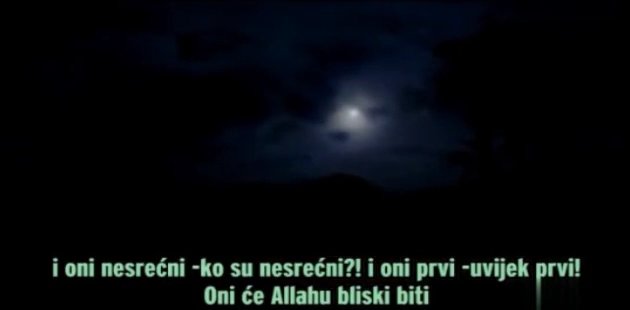 i oni nesrećni -ko su nesrećni?! i oni prvi -uvijek prvi!
Oni će Allahu bliski biti